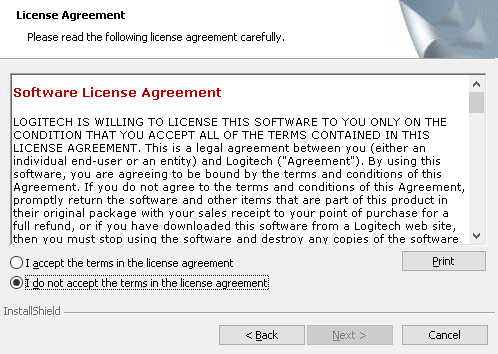 License Agreement
Please read the following license agreement carefully.
Software License Agreement
LOGITECH IS WILLING TO LICENSE THIS SOFTWARE TO YOU ONLY ON THE
CONDITION THAT YOU ACCEPT ALL OF THE TERMS CONTAINED IN THIS
LICENSE AGREEMENT. This is a legal agreement between you (either an
individual end-user or an entity) and Logitech ("Agreement"). By using this
software, you are agreeing to be bound by the terms and conditions of this
Agreement. If you do not agree to the terms and conditions of this Agreement,
promptly return the software and other items that are part of this product in
their original package with your sales receipt to your point of purchase for a
full refund, or if you have downloaded this software from a Logitech web site,
then you must stop using the software and destroy any copies of the software
I accept the terms in the license agreement
Print
I do not accept the terms in the license agreement
InstallShield
< Back
Next >
Cancel